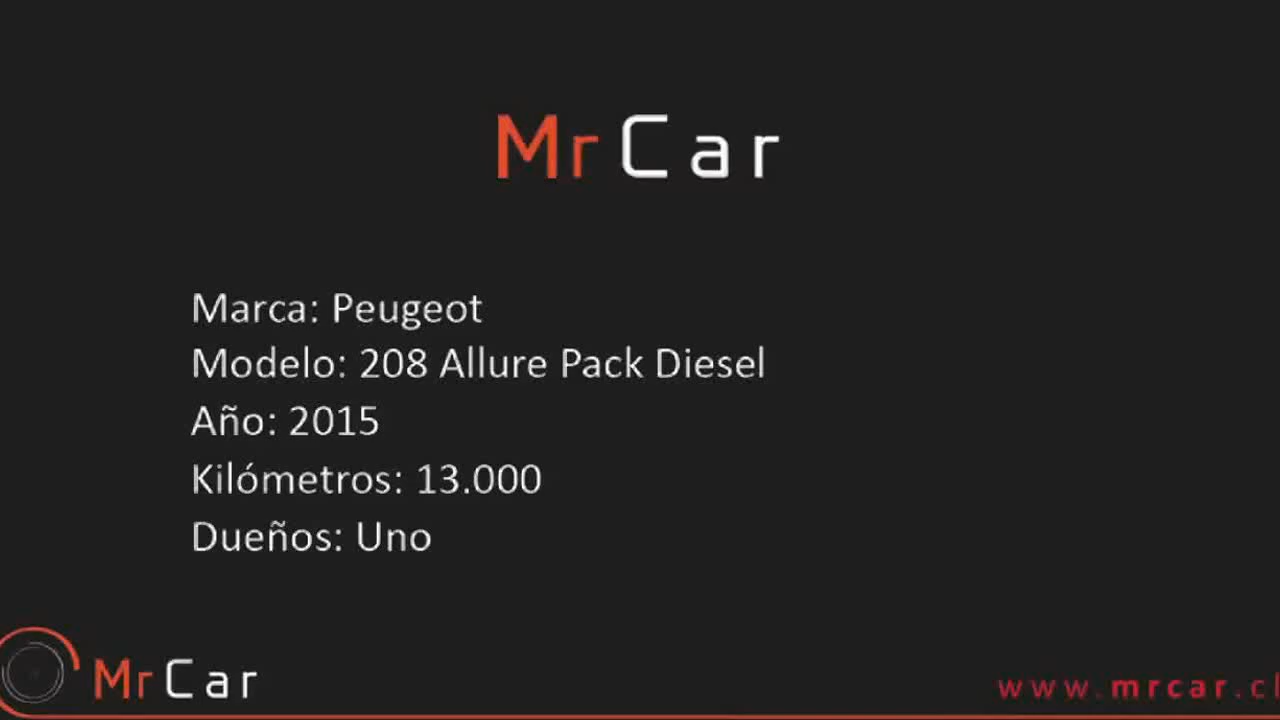 MrCar
Marca: Peugeot
Modelo: 208 Allure Pack Diesel
Año: 2015
Kilómetros: 13.000
Dueños: Uno
MrCar
www.mrcar.cl